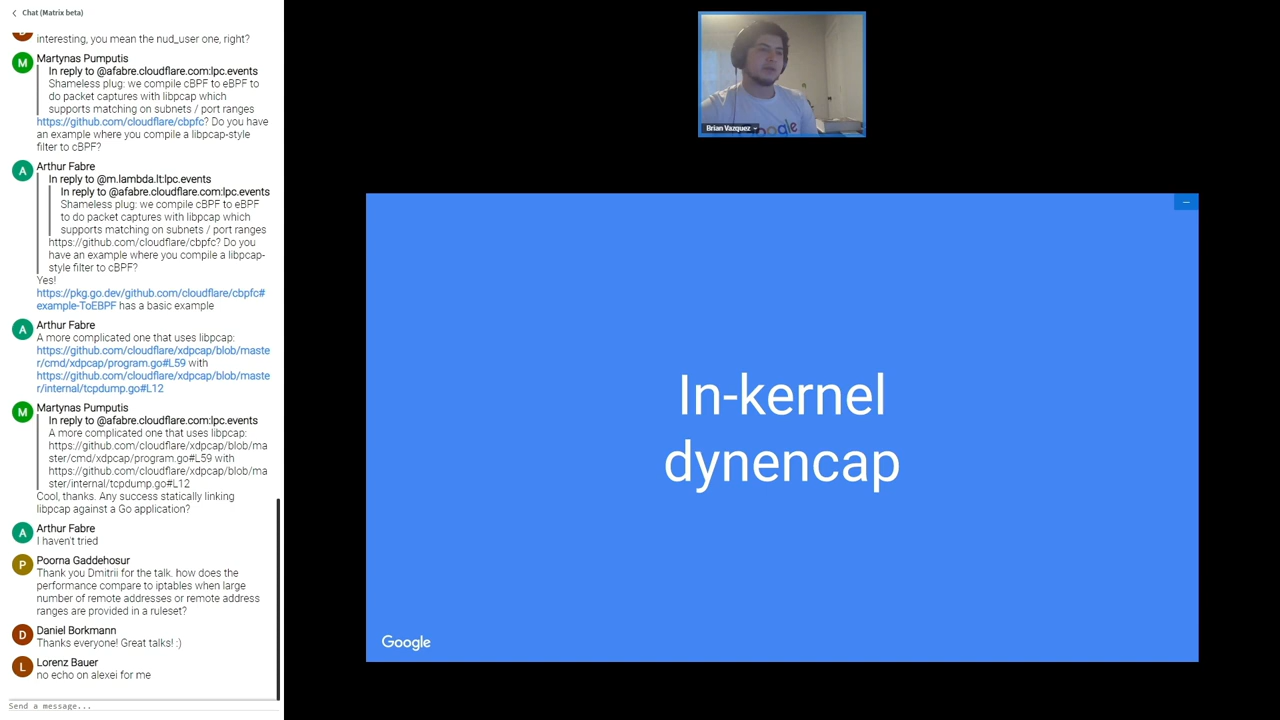 Chat (Matrix beta)
interesting, you mean the nud_user one, right?
Martynas Pumputis
In reply to @afabre.cloudflare.com:lpc.events
Shameless plug: we compile cBPF to eBPF to
do packet captures with libpcap which
supports matching on subnets / port ranges
https://github.com/cloudflare/cbpfc? Do you
have an example where you compile a libpcap-style
filter to cBPF?
Arthur Fabre
In reply to @m.lambda.lt:lpc.events
In reply to @afabre.cloudflare.com:lpc.events
Shameless plug: we compile cBPF to eBPF
to do packet captures with libpcap which
supports matching on subnets / port ranges
https://github.com/cloudflare/cbpfc? Do you
have an example where you compile a libpcap-
style filter to cBPF?
Yes!
https://pkg.go.dev/github.com/cloudflare/cbpfc#
example-ToEBPF has a basic example
Arthur Fabre
A more complicated one that uses libpcap:
https://github.com/cloudflare/xdpcap/blob/maste
r/cmd/xdpcap/program.go#L59 with
https://github.com/cloudflare/xdpcap/blob/maste
r/internal/tcpdump.go#L12
Martynas Pumputis
In reply to @afabre.cloudflare.com:lpc.events
A more complicated one that uses libpcap:
https://github.com/cloudflare/xdpcap/blob/ma
ster/cmd/xdpcap/program.go#L59 with
https://github.com/cloudflare/xdpcap/blob/ma
ster/internal/tcpdump.go#L12
Cool, thanks. Any success statically linking
libpcap against a Go application?
Arthur Fabre
I haven't tried
Poorna Gaddehosur
Thank you Dmitrii for the talk. how does the
performance compare to iptables when large
number of remote addresses or remote address
ranges are provided in a ruleset?
Daniel Borkmann
Thanks everyone! Great talks! :)
Lorenz Bauer
no echo on alexei for me
Send a message...
Brian Vazquez
In-kernel
dynencap
Google